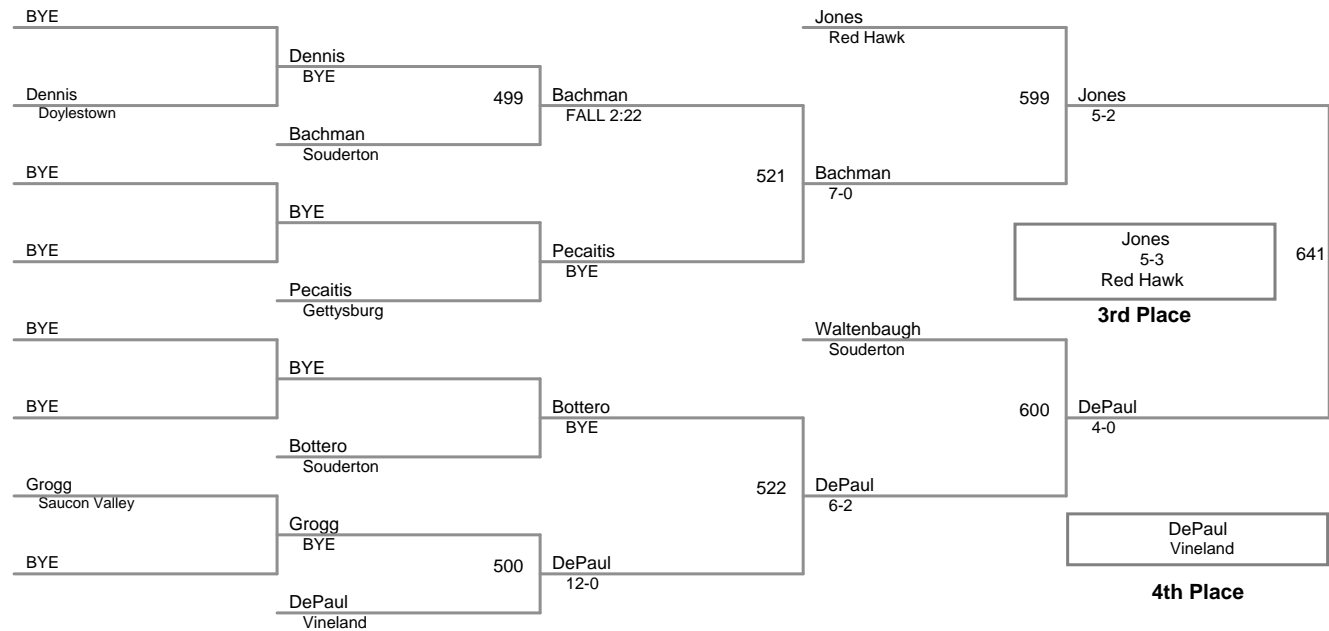 BYE
Dennis
BYE
Dennis
Doylestown
499
Bachman
FALL 2:22
Bachman
Souderton
BYE
BYE
BYE
521
Bachman
7-0
Pecaitis
BYE
Pecaitis
Gettysburg
Jones
Red Hawk
599
Jones
5-2
Jones
5-3
Red Hawk
641
3rd Place
BYE
BYE
BYE
Bottero
BYE
Bottero
Souderton
Waltenbaugh
Souderton
600
DePaul
4-0
Grogg
Saucon Valley
Grogg
BYE
BYE
522
DePaul
6-2
500
DePaul
12-0
DePaul
Vineland
DePaul
Vineland
4th Place